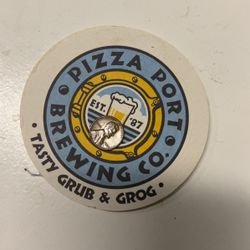 • PIZZA PORT •
BREWING CO.
EST. '87
• TASTY GRUB & GROG •